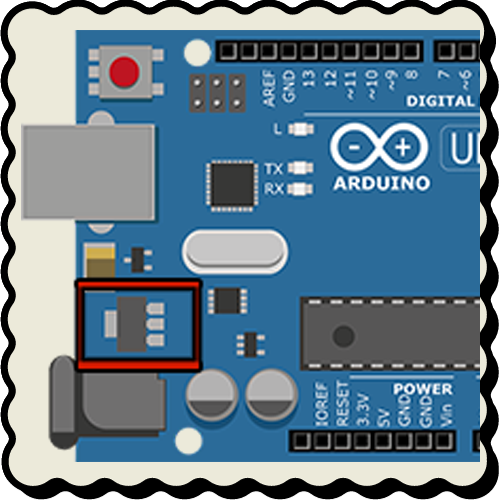 AREF
GND
13
12
~11
~10
~9
8
7
~6
DIGITAL
L
TX
RX
ARDUINO
U
IOREF
RESET
3.3V
5V
GND
GND
Vin
POWER